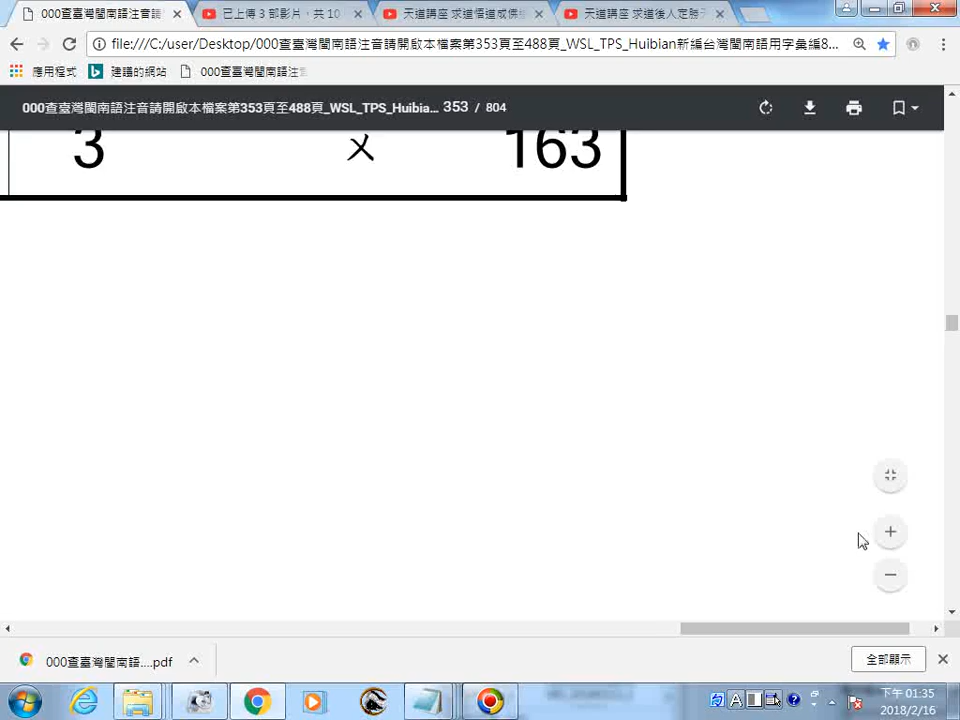 000查臺灣閩南語注音請
已上傳 3 部影片，共 10
天道講座 求道悟道成傑
天道講座 求道後人定勝
file:///C:/user/Desktop/000查臺灣閩南語注音請開啟本檔案第353頁至488頁_WSL_TPS_Huibian新編台灣閩南語用字彙編8...
應用程式
建議的網站
000查臺灣閩南語注
000查臺灣閩南語注音請開啟本檔案第353頁至488頁_WSL_TPS_Huibia... 353 / 804
3 ㄨ 163
000查臺灣閩南語....pdf
全部顯示
下午 01:35
2018/2/16